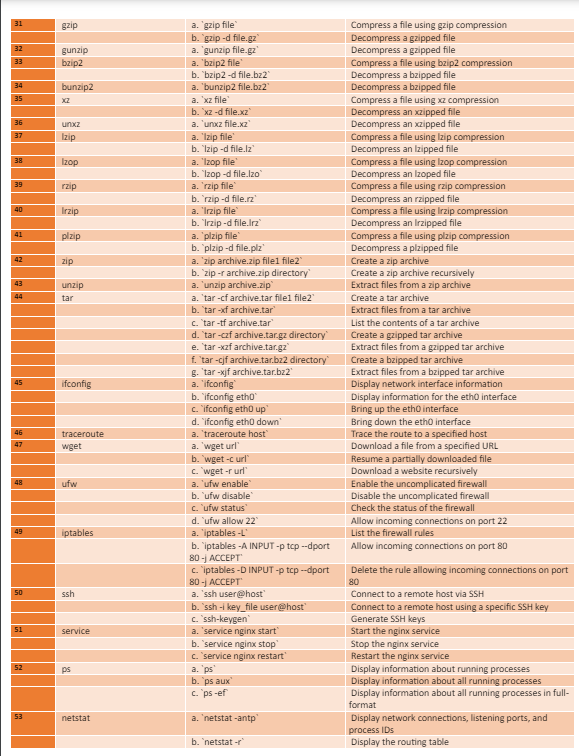 31 gzip a. `gzip file` Compress a file using gzip compression
b. `gzip -d file.gz` Decompress a gzipped file
32 gunzip a. `gunzip file.gz` Decompress a gzipped file
33 bzip2 a. `bzip2 file` Compress a file using bzip2 compression
b. `bzip2 -d file.bz2` Decompress a bzipped file
34 bunzip2 a. `bunzip2 file.bz2` Decompress a bzipped file
35 xz a. `xz file` Compress a file using xz compression
b. `xz -d file.xz` Decompress an xzipped file
36 unxz a. `unxz file.xz` Decompress an xzipped file
37 lzip a. `lzip file` Compress a file using lzip compression
b. `lzip -d file.lz` Decompress an lzipped file
38 lzop a. `lzop file` Compress a file using lzop compression
b. `lzop -d file.lzo` Decompress an lzoped file
39 rzip a. `rzip file` Compress a file using rzip compression
b. `rzip -d file.rz` Decompress an rzipped file
40 lrzip a. `lrzip file` Compress a file using lrzip compression
b. `lrzip -d file.lrz` Decompress an lrzipped file
41 plzip a. `plzip file` Compress a file using plzip compression
b. `plzip -d file.plz` Decompress a plzipped file
42 zip a. `zip archive.zip file1 file2` Create a zip archive
b. `zip -r archive.zip directory` Create a zip archive recursively
43 unzip a. `unzip archive.zip` Extract files from a zip archive
44 tar a. `tar -cf archive.tar file1 file2` Create a tar archive
b. `tar -xf archive.tar` Extract files from a tar archive
c. `tar -tf archive.tar` List the contents of a tar archive
d. `tar -czf archive.tar.gz directory` Create a gzipped tar archive
e. `tar -xzf archive.tar.gz` Extract files from a gzipped tar archive
f. `tar -cjf archive.tar.bz2 directory` Create a bzipped tar archive
g. `tar -xjf archive.tar.bz2` Extract files from a bzipped tar archive
45 ifconfig a. `ifconfig` Display network interface information
b. `ifconfig eth0` Display information for the eth0 interface
c. `ifconfig eth0 up` Bring up the eth0 interface
d. `ifconfig eth0 down` Bring down the eth0 interface
46 traceroute a. `traceroute host` Trace the route to a specified host
47 wget a. `wget url` Download a file from a specified URL
b. `wget -c url` Resume a partially downloaded file
c. `wget -r url` Download a website recursively
48 ufw a. `ufw enable` Enable the uncomplicated firewall
b. `ufw disable` Disable the uncomplicated firewall
c. `ufw status` Check the status of the firewall
d. `ufw allow 22` Allow incoming connections on port 22
49 iptables a. `iptables -L` List the firewall rules
b. `iptables -A INPUT -p tcp --dport Allow incoming connections on port 80
80 -j ACCEPT`
c. `iptables -D INPUT -p tcp --dport Delete the rule allowing incoming connections on port
80 -j ACCEPT` 80
50 ssh a. `ssh user@host` Connect to a remote host via SSH
b. `ssh -i key_file user@host` Connect to a remote host using a specific SSH key
c. `ssh-keygen` Generate SSH keys
51 service a. `service nginx start` Start the nginx service
b. `service nginx stop` Stop the nginx service
c. `service nginx restart` Restart the nginx service
52 ps a. `ps` Display information about running processes
b. `ps aux` Display information about all running processes
c. `ps -ef` Display information about all running processes in full-
format
53 netstat a. `netstat -antp` Display network connections, listening ports, and
process IDs
b. `netstat -r` Display the routing table